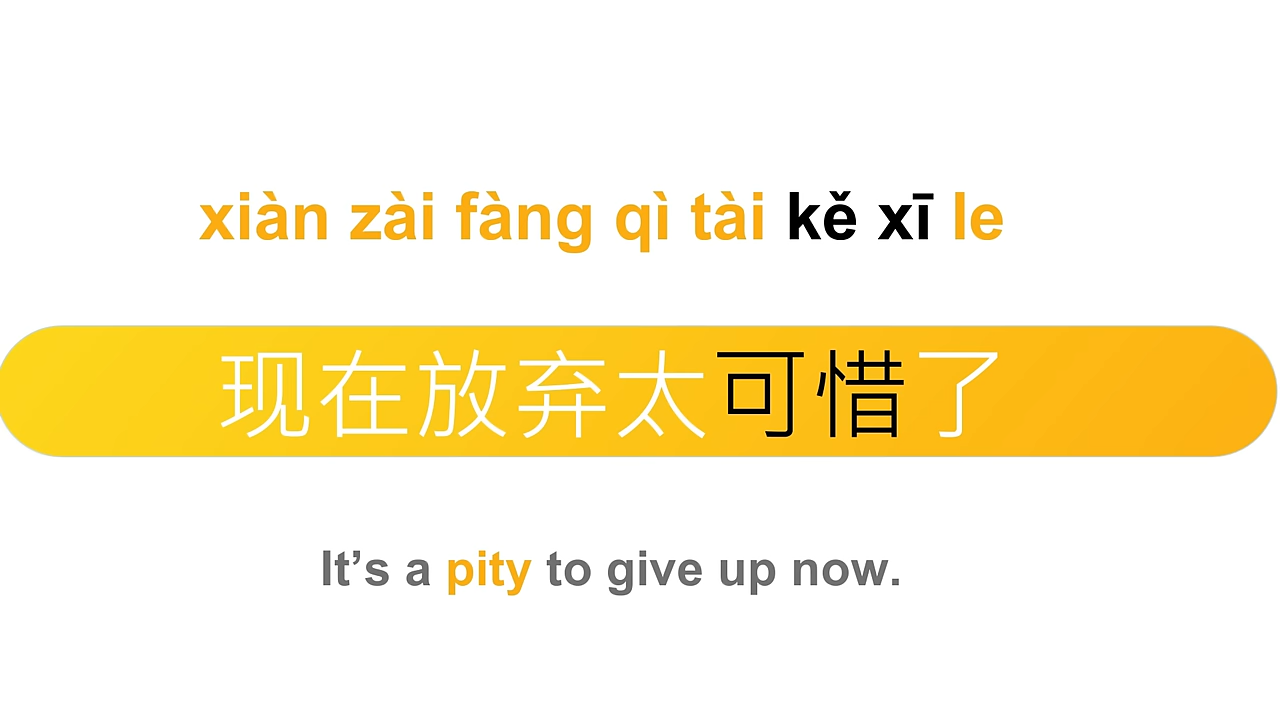 xiàn zài fàng qì tài kě xī le
现在放弃太可惜了
It’s a pity to give up now.